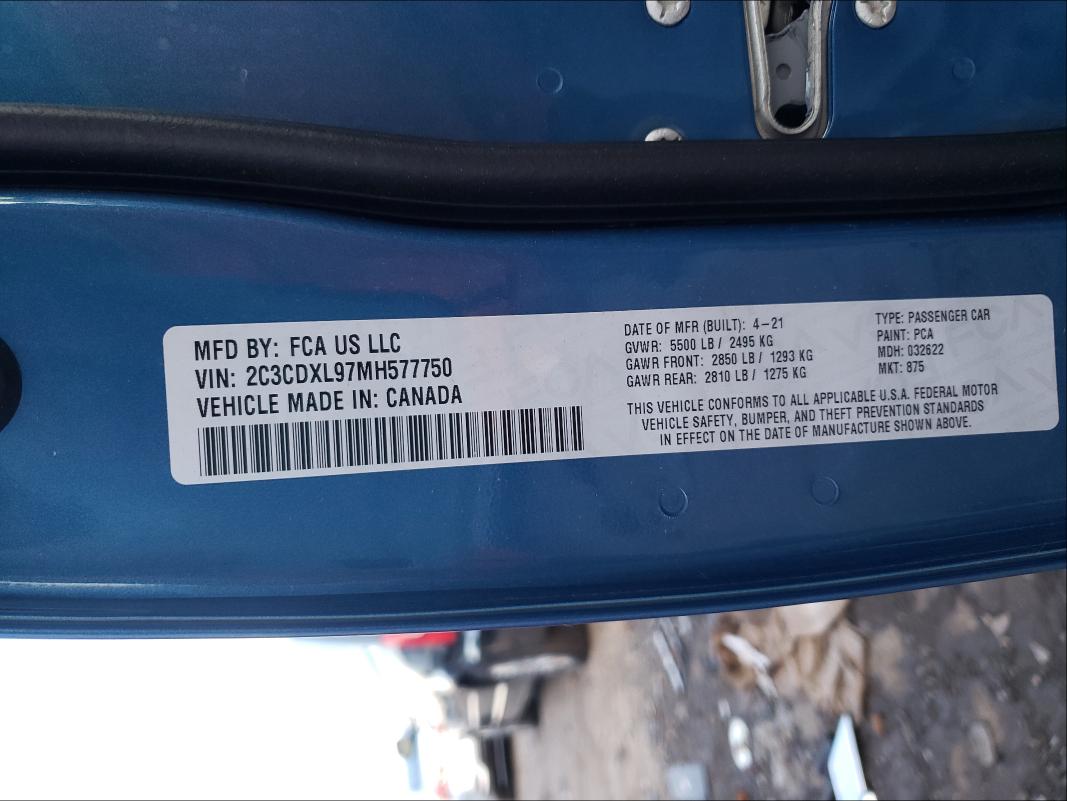 MFD BY: FCA US LLC
VIN: 2C3CDXL97MH577750
VEHICLE MADE IN: CANADA
DATE OF MFR (BUILT): 4-21
GVWR: 5500 LB / 2495 KG
GAWR FRONT: 2850 LB / 1293 KG
GAWR REAR: 2810 LB / 1275 KG
TYPE: PASSENGER CAR
PAINT: PCA
MDH: 032622
MKT: 875
THIS VEHICLE CONFORMS TO ALL APPLICABLE U.S.A. FEDERAL MOTOR
VEHICLE SAFETY, BUMPER, AND THEFT PREVENTION STANDARDS
IN EFFECT ON THE DATE OF MANUFACTURE SHOWN ABOVE.